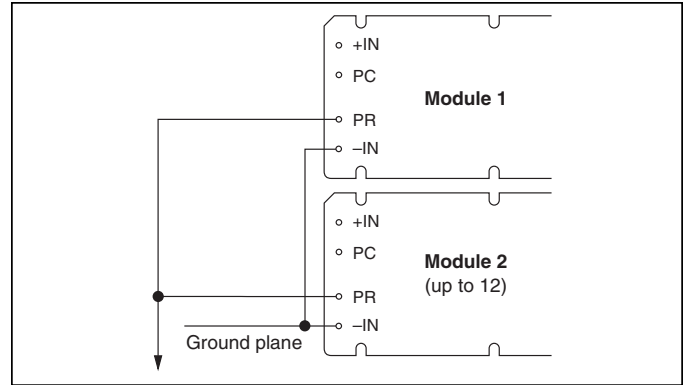 +IN
PC
Module 1
PR
–IN
+IN
PC
Module 2
(up to 12)
PR
–IN
Ground plane